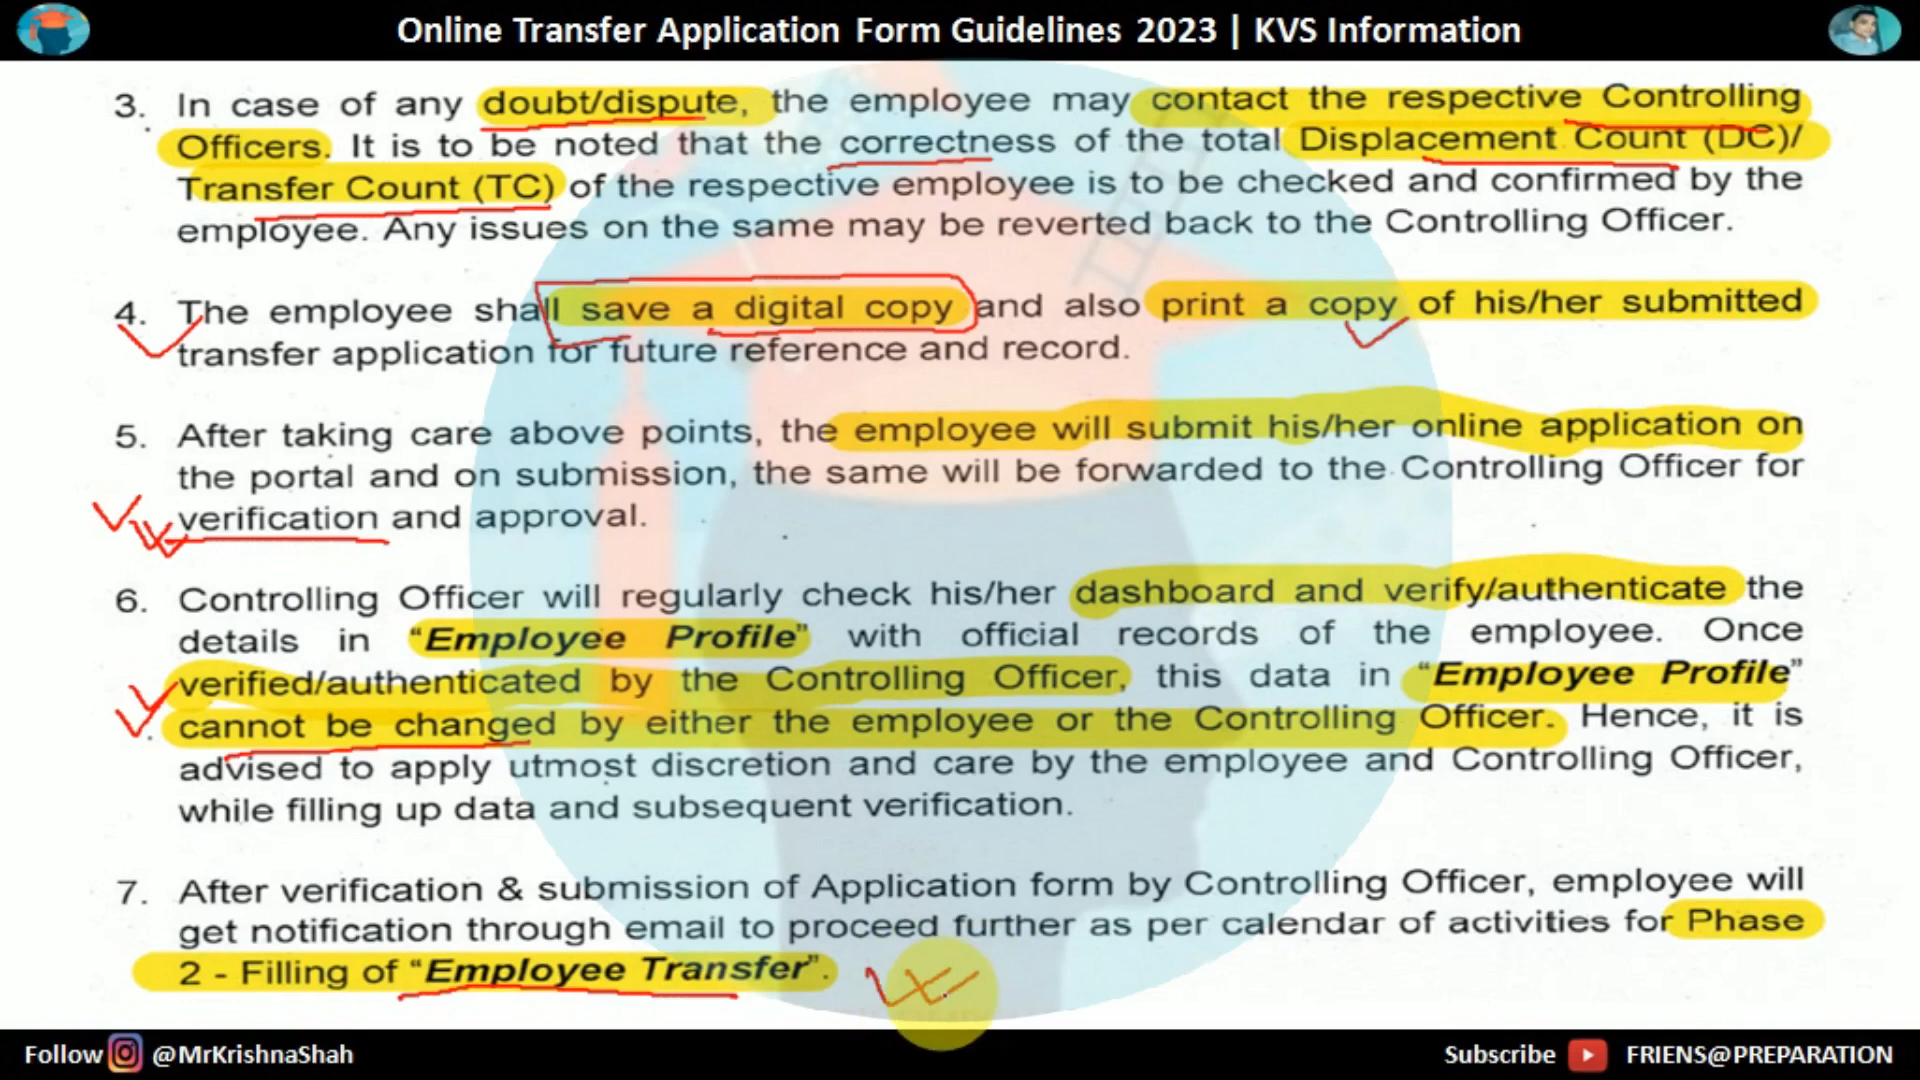 Online Transfer Application Form Guidelines 2023 | KVS Information
3. In case of any doubt/dispute, the employee may contact the respective Controlling
Officers. It is to be noted that the correctness of the total Displacement Count (DC)/
Transfer Count (TC) of the respective employee is to be checked and confirmed by the
employee. Any issues on the same may be reverted back to the Controlling Officer.
4. The employee shall save a digital copy and also print a copy of his/her submitted
transfer application for future reference and record.
5. After taking care above points, the employee will submit his/her online application on
the portal and on submission, the same will be forwarded to the Controlling Officer for
verification and approval.
6. Controlling Officer will regularly check his/her dashboard and verify/authenticate the
details in “Employee Profile” with official records of the employee. Once
verified/authenticated by the Controlling Officer, this data in “Employee Profile”
cannot be changed by either the employee or the Controlling Officer. Hence, it is
advised to apply utmost discretion and care by the employee and Controlling Officer,
while filling up data and subsequent verification.
7. After verification & submission of Application form by Controlling Officer, employee will
get notification through email to proceed further as per calendar of activities for Phase
2 - Filling of “Employee Transfer”.
Follow @MrKrishnaShah
Subscribe FRIENS@PREPARATION